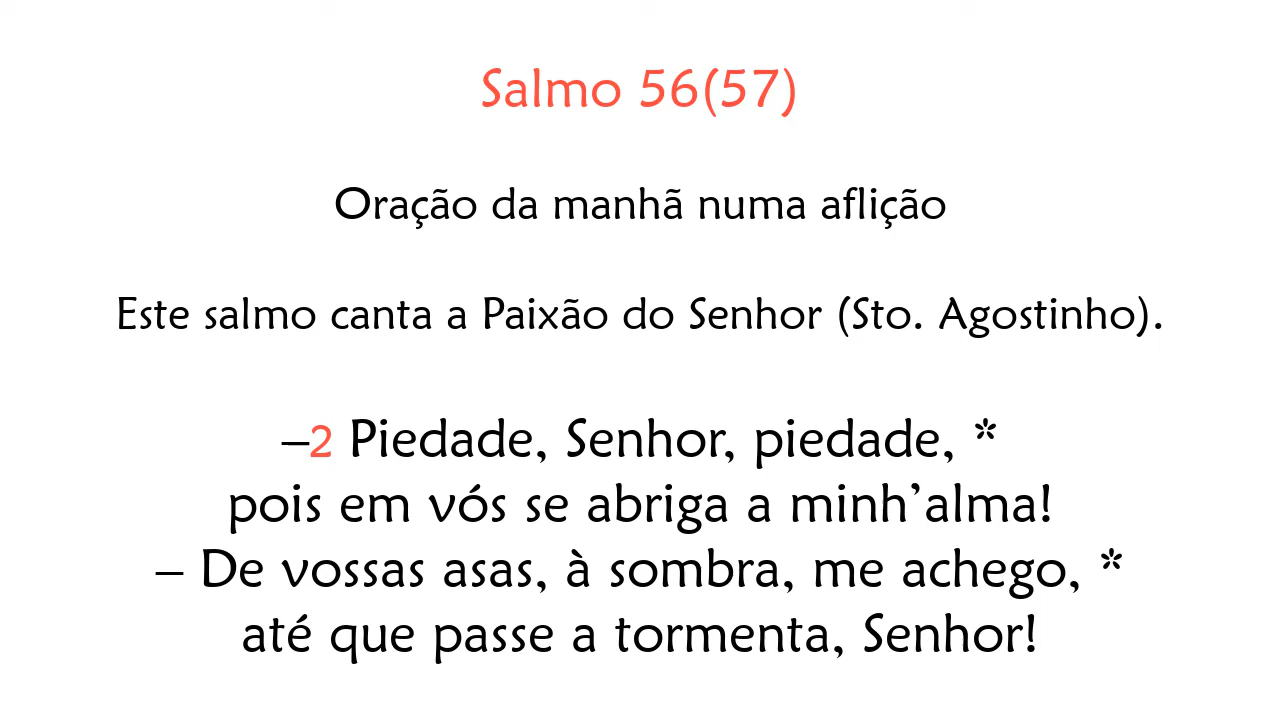 Salmo 56(57)
Oração da manhã numa aflição
Este salmo canta a Paixão do Senhor (Sto. Agostinho).
–2 Piedade, Senhor, piedade, *
pois em vós se abriga a minh’alma!
– De vossas asas, à sombra, me achego, *
até que passe a tormenta, Senhor!